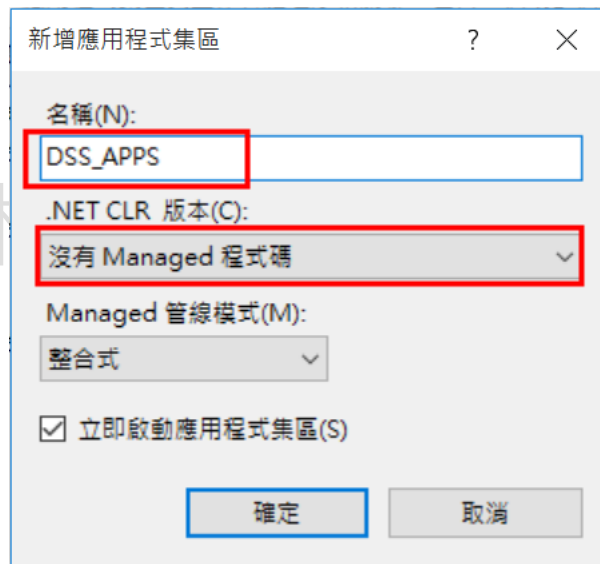 新增應用程式集區
?
名稱(N):
DSS_APPS
.NET CLR 版本(C):
沒有 Managed 程式碼
Managed 管線模式(M):
整合式
立即啟動應用程式集區(S)
確定
取消